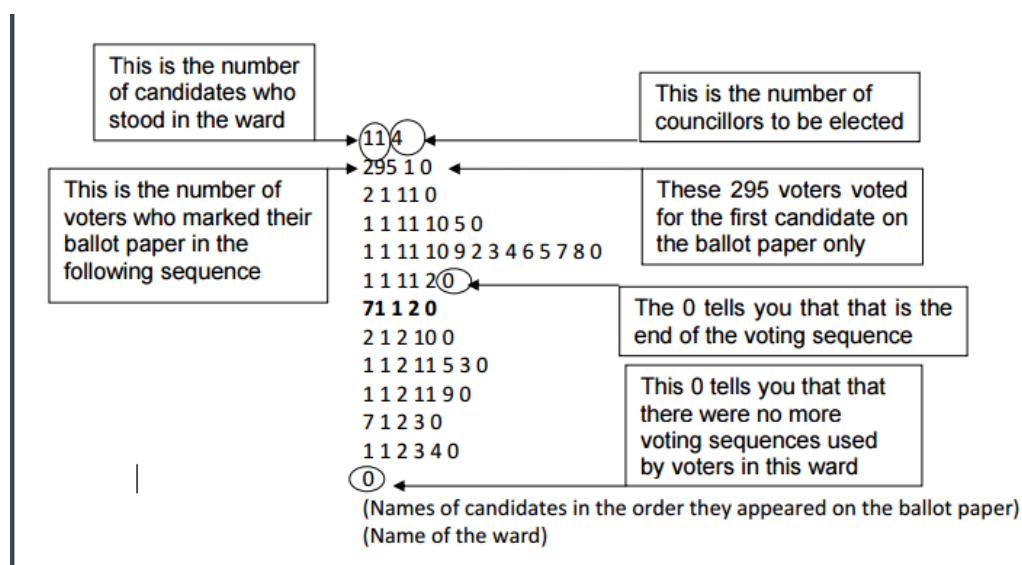 This is the number
of candidates who
stood in the ward
This is the number of
councillors to be elected
11 4
295 1 0
This is the number of
voters who marked their
ballot paper in the
following sequence
These 295 voters voted
for the first candidate on
the ballot paper only
2 1 11 0
1 1 11 10 5 0
1 1 11 10 9 2 3 4 6 5 7 8 0
1 1 11 2 0
71 1 2 0
The 0 tells you that that is the
end of the voting sequence
2 1 2 10 0
1 1 2 11 5 3 0
1 1 2 11 9 0
7 1 2 3 0
1 1 2 3 4 0
This 0 tells you that that
there were no more
voting sequences used
by voters in this ward
0
(Names of candidates in the order they appeared on the ballot paper)
(Name of the ward)